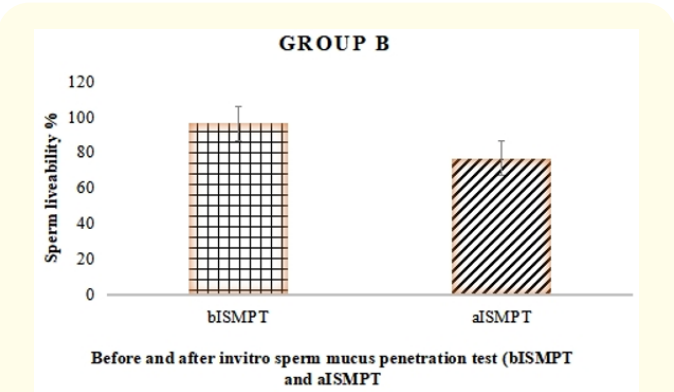 GROUP B
120
100
80
60
40
20
0
Sperm liveability %
bISMPT
aISMPT
Before and after invitro sperm mucus penetration test (bISMPT
and aISMPT